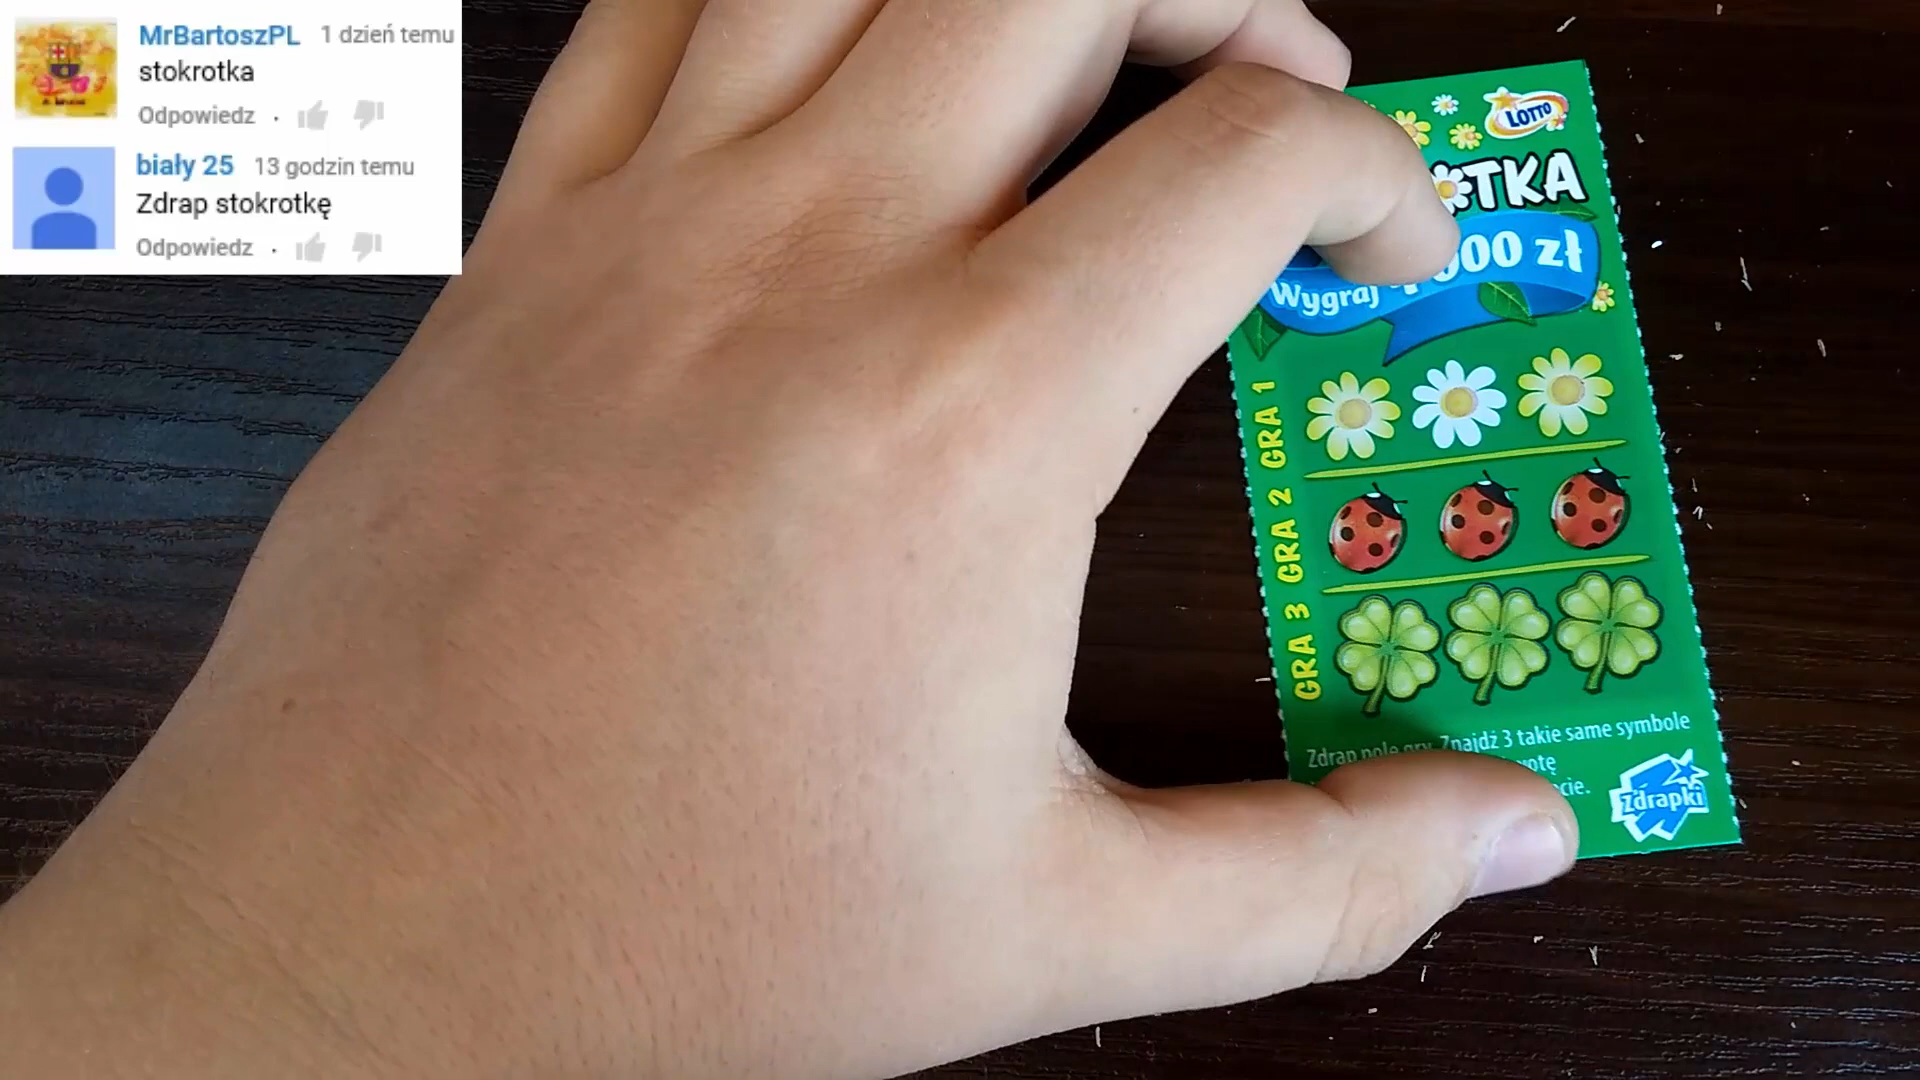 MrBartoszPL 1 dzień temu
stokrotka
Odpowiedz
biały 25 13 godzin temu
Zdrap stokrotkę
Odpowiedz
LOTTO
TKA
Wygraj 000 zł
GRA 1
GRA 2
GRA 3
Zdrap pole gry. Znajdź 3 takie same symbole
Zdrapki